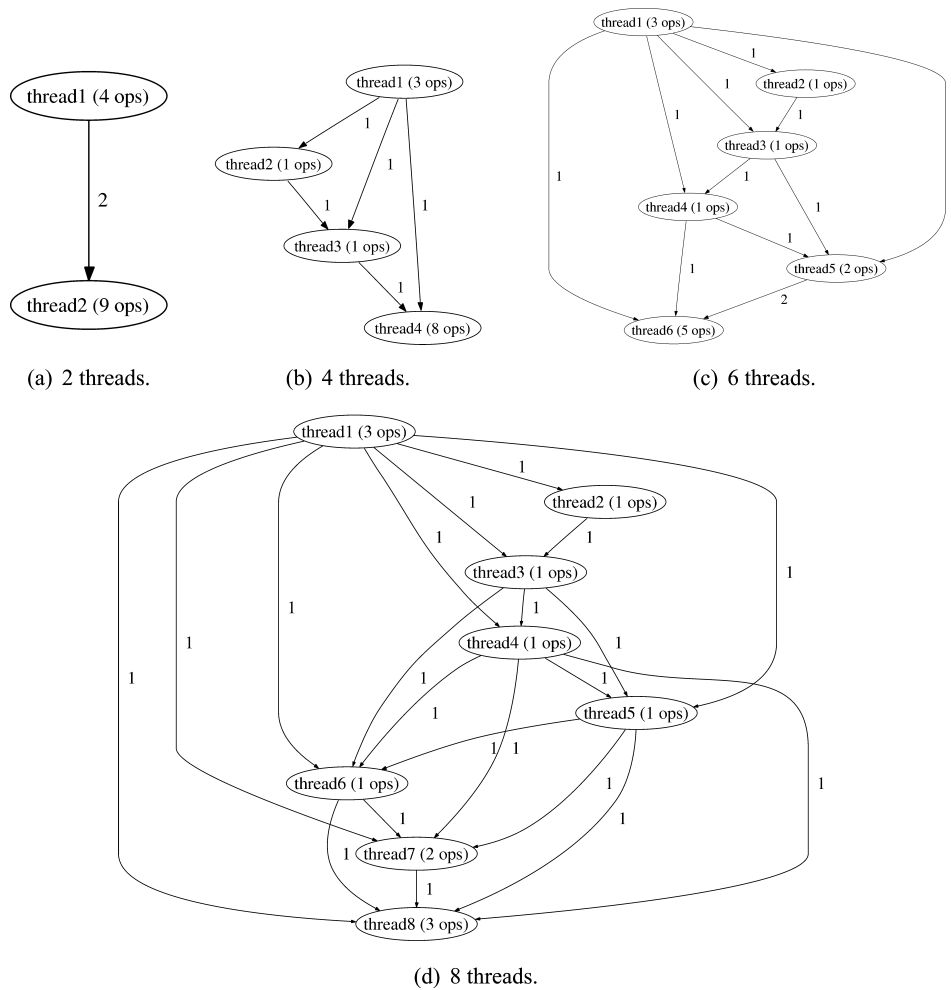 thread1 (4 ops)
2
thread2 (9 ops)
(a) 2 threads.
thread1 (3 ops)
1
thread2 (1 ops)
1
1
1
thread3 (1 ops)
1
thread4 (8 ops)
(b) 4 threads.
thread1 (3 ops)
1
thread2 (1 ops)
1
1
1
thread3 (1 ops)
1
1
thread4 (1 ops)
1
1
thread5 (2 ops)
1
2
thread6 (5 ops)
(c) 6 threads.
thread1 (3 ops)
1
thread2 (1 ops)
1
1
1
thread3 (1 ops)
1
1
1
thread4 (1 ops)
1
1
1
1
1
thread5 (1 ops)
1
1
1
thread6 (1 ops)
1
1
1
1
thread7 (2 ops)
1
1
thread8 (3 ops)
(d) 8 threads.